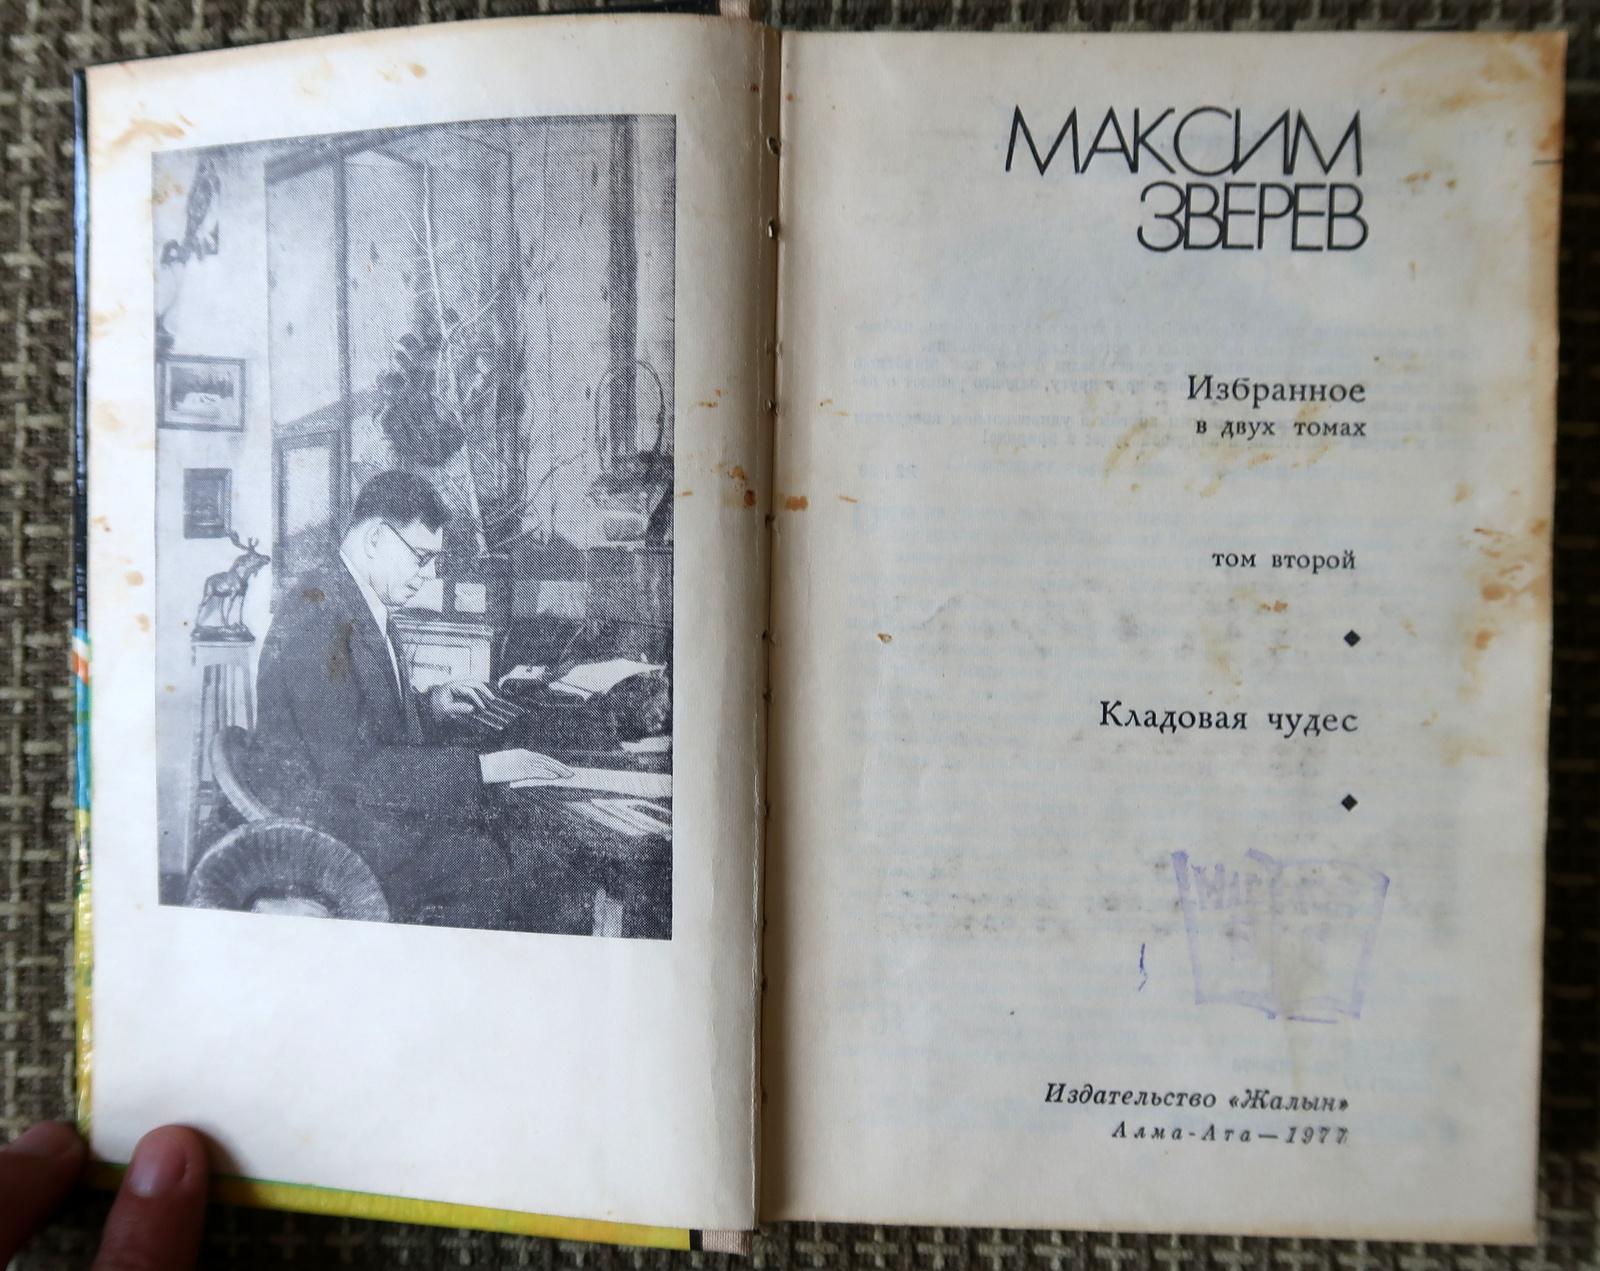 МАКСИМ
ЗВЕРЕВ
Избранное
в двух томах
том второй
Кладовая чудес
Издательство «Жалын»
Алма-Ата — 1977